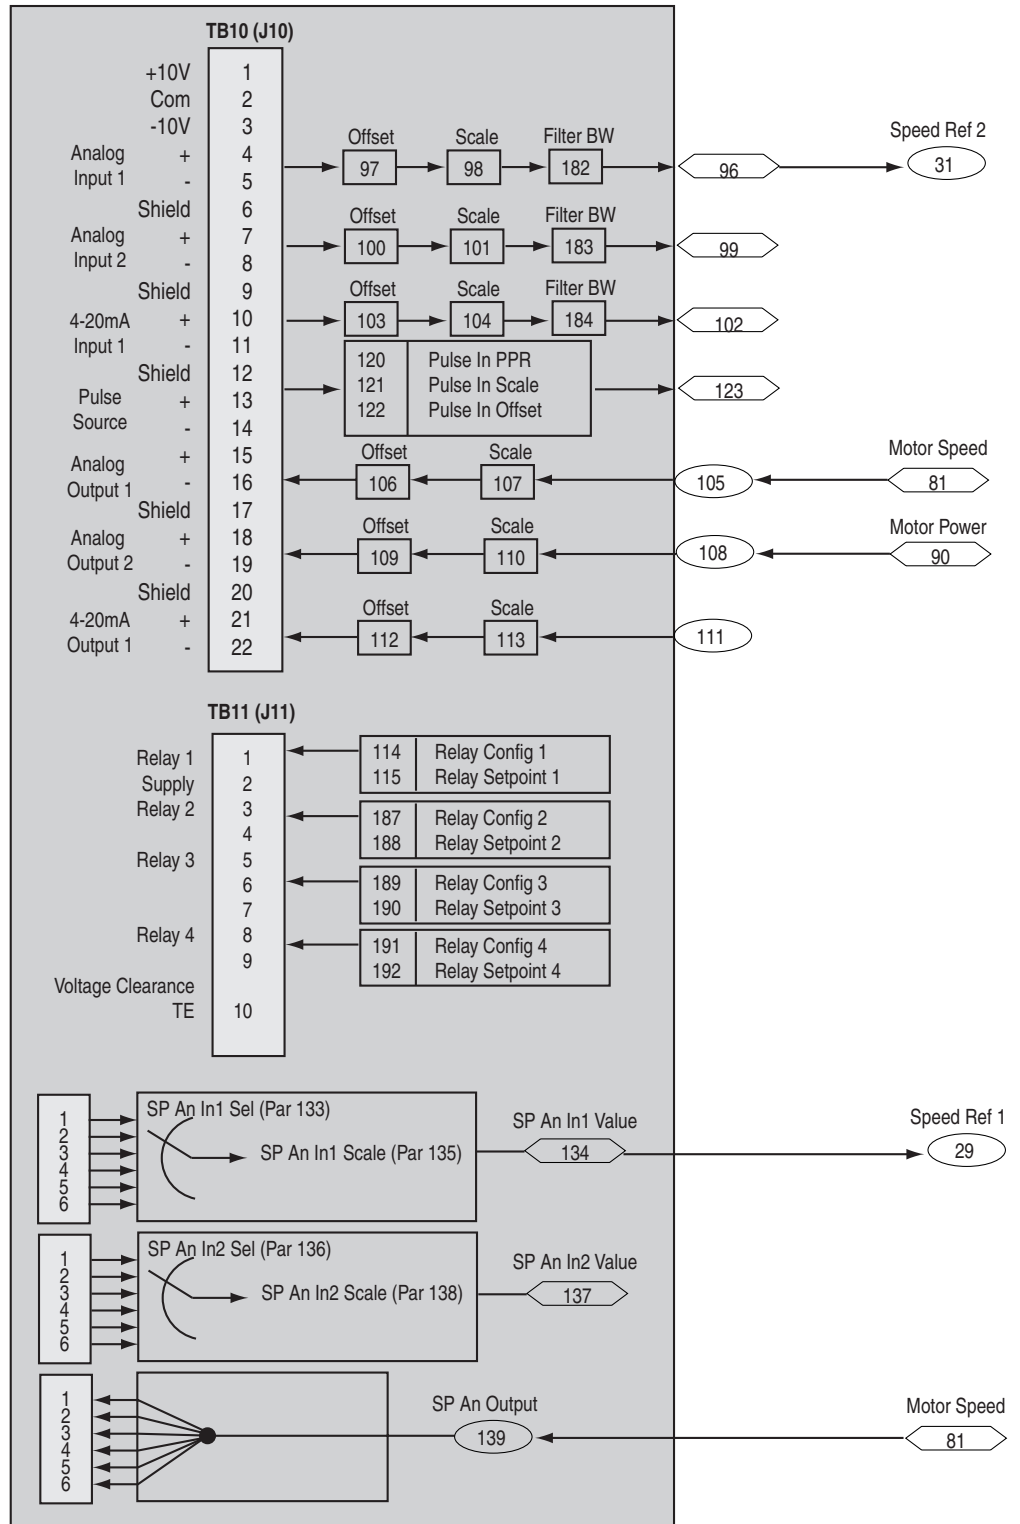 TB10 (J10)
+10V 1
Com 2
-10V 3
Analog Input 1 + 4
- 5
Offset Scale Filter BW
97 98 182 96
Speed Ref 2
31
Shield 6
Analog Input 2 + 7
- 8
Offset Scale Filter BW
100 101 183 99
Shield 9
4-20mA Input 1 + 10
- 11
Offset Scale Filter BW
103 104 184 102
Shield 12
Pulse Source + 13
- 14
120 Pulse In PPR
121 Pulse In Scale
122 Pulse In Offset
123
Analog Output 1 + 15
- 16
Offset Scale
106 107 105
Motor Speed
81
Shield 17
Analog Output 2 + 18
- 19
Offset Scale
109 110 108
Motor Power
90
Shield 20
4-20mA Output 1 + 21
- 22
Offset Scale
112 113 111
TB11 (J11)
Relay 1 1
Supply 2
Relay 2 3
4
Relay 3 5
6
7
Relay 4 8
9
Voltage Clearance
TE 10
114 Relay Config 1
115 Relay Setpoint 1
187 Relay Config 2
188 Relay Setpoint 2
189 Relay Config 3
190 Relay Setpoint 3
191 Relay Config 4
192 Relay Setpoint 4
1
2
3
4
5
6
SP An In1 Sel (Par 133)
SP An In1 Scale (Par 135)
SP An In1 Value
134
Speed Ref 1
29
1
2
3
4
5
6
SP An In2 Sel (Par 136)
SP An In2 Scale (Par 138)
SP An In2 Value
137
1
2
3
4
5
6
SP An Output
139
Motor Speed
81